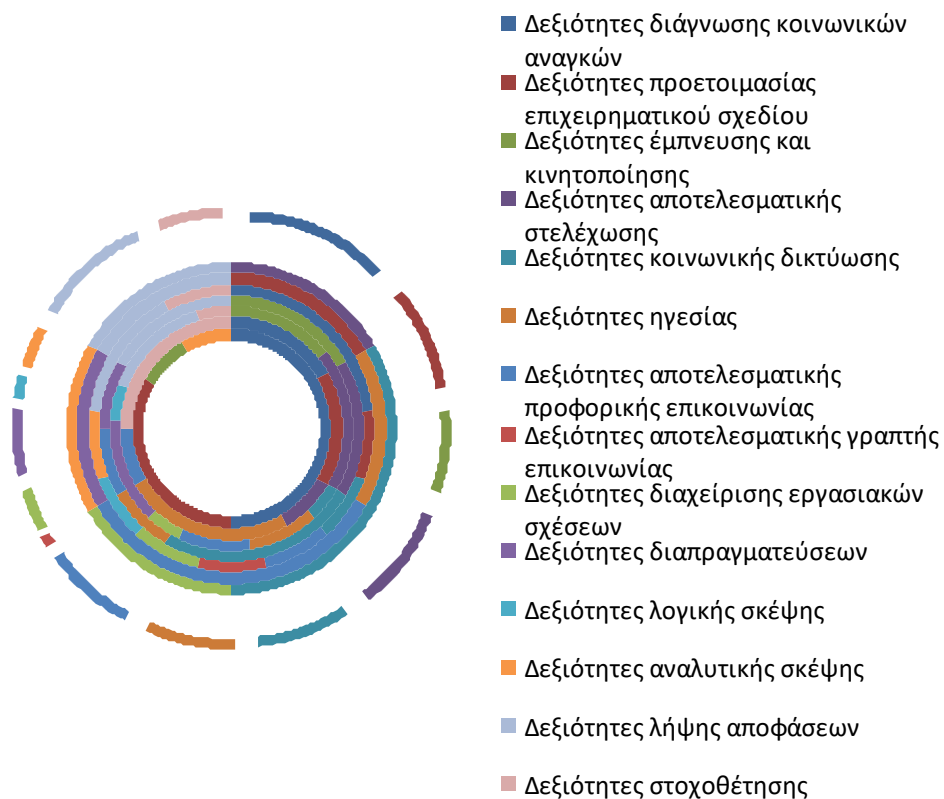 Δεξιότητες διάγνωσης κοινωνικών
αναγκών
Δεξιότητες προετοιμασίας
επιχειρηματικού σχεδίου
Δεξιότητες έμπνευσης και
κινητοποίησης
Δεξιότητες αποτελεσματικής
στελέχωσης
Δεξιότητες κοινωνικής δικτύωσης
Δεξιότητες ηγεσίας
Δεξιότητες αποτελεσματικής
προφορικής επικοινωνίας
Δεξιότητες αποτελεσματικής γραπτής
επικοινωνίας
Δεξιότητες διαχείρισης εργασιακών
σχέσεων
Δεξιότητες διαπραγματεύσεων
Δεξιότητες λογικής σκέψης
Δεξιότητες αναλυτικής σκέψης
Δεξιότητες λήψης αποφάσεων
Δεξιότητες στοχοθέτησης